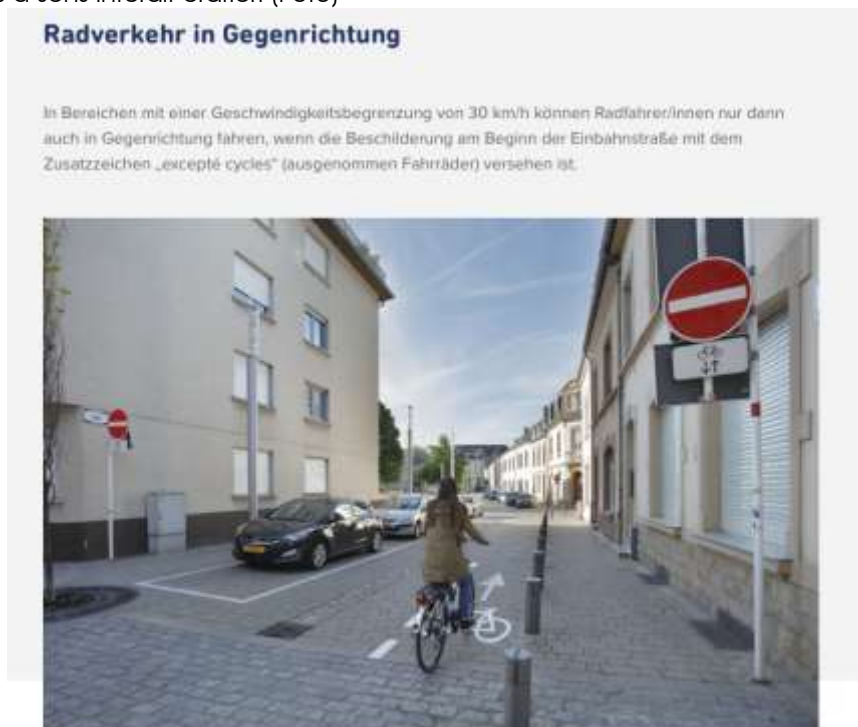 Radverkehr in Gegenrichtung
In Bereichen mit einer Geschwindigkeitsbegrenzung von 30 km/h können Radfahrer/innen nur dann
auch in Gegenrichtung fahren, wenn die Beschilderung am Beginn der Einbahnstraße mit dem
Zusatzzeichen „excepté cycles“ (ausgenommen Fahrräder) versehen ist.